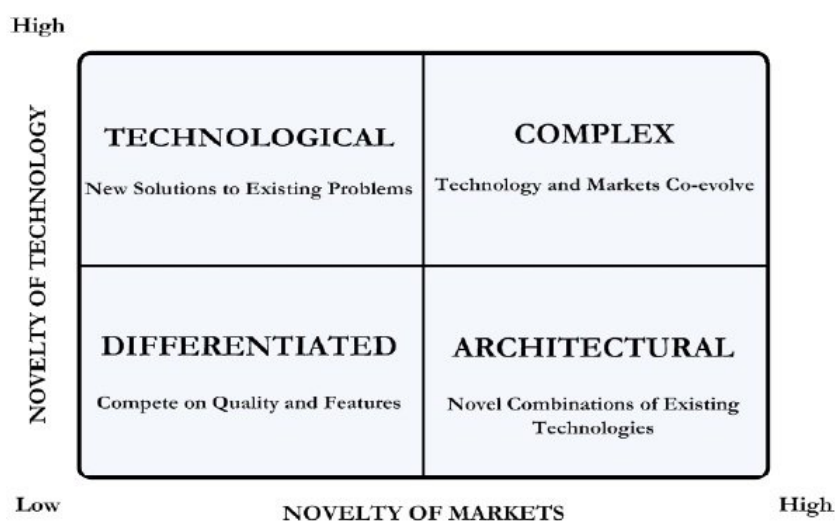 High
NOVELTY OF TECHNOLOGY
TECHNOLOGICAL
New Solutions to Existing Problems
COMPLEX
Technology and Markets Co-evolve
DIFFERENTIATED
Compete on Quality and Features
ARCHITECTURAL
Novel Combinations of Existing
Technologies
Low
NOVELTY OF MARKETS
High